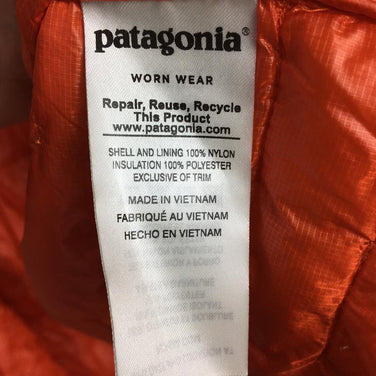 patagonia®
WORN WEAR
Repair, Reuse, Recycle
This Product
www.patagonia.com
SHELL AND LINING 100% NYLON
INSULATION 100% POLYESTER
EXCLUSIVE OF TRIM
MADE IN VIETNAM
FABRIQUÉ AU VIETNAM
HECHO EN VIETNAM